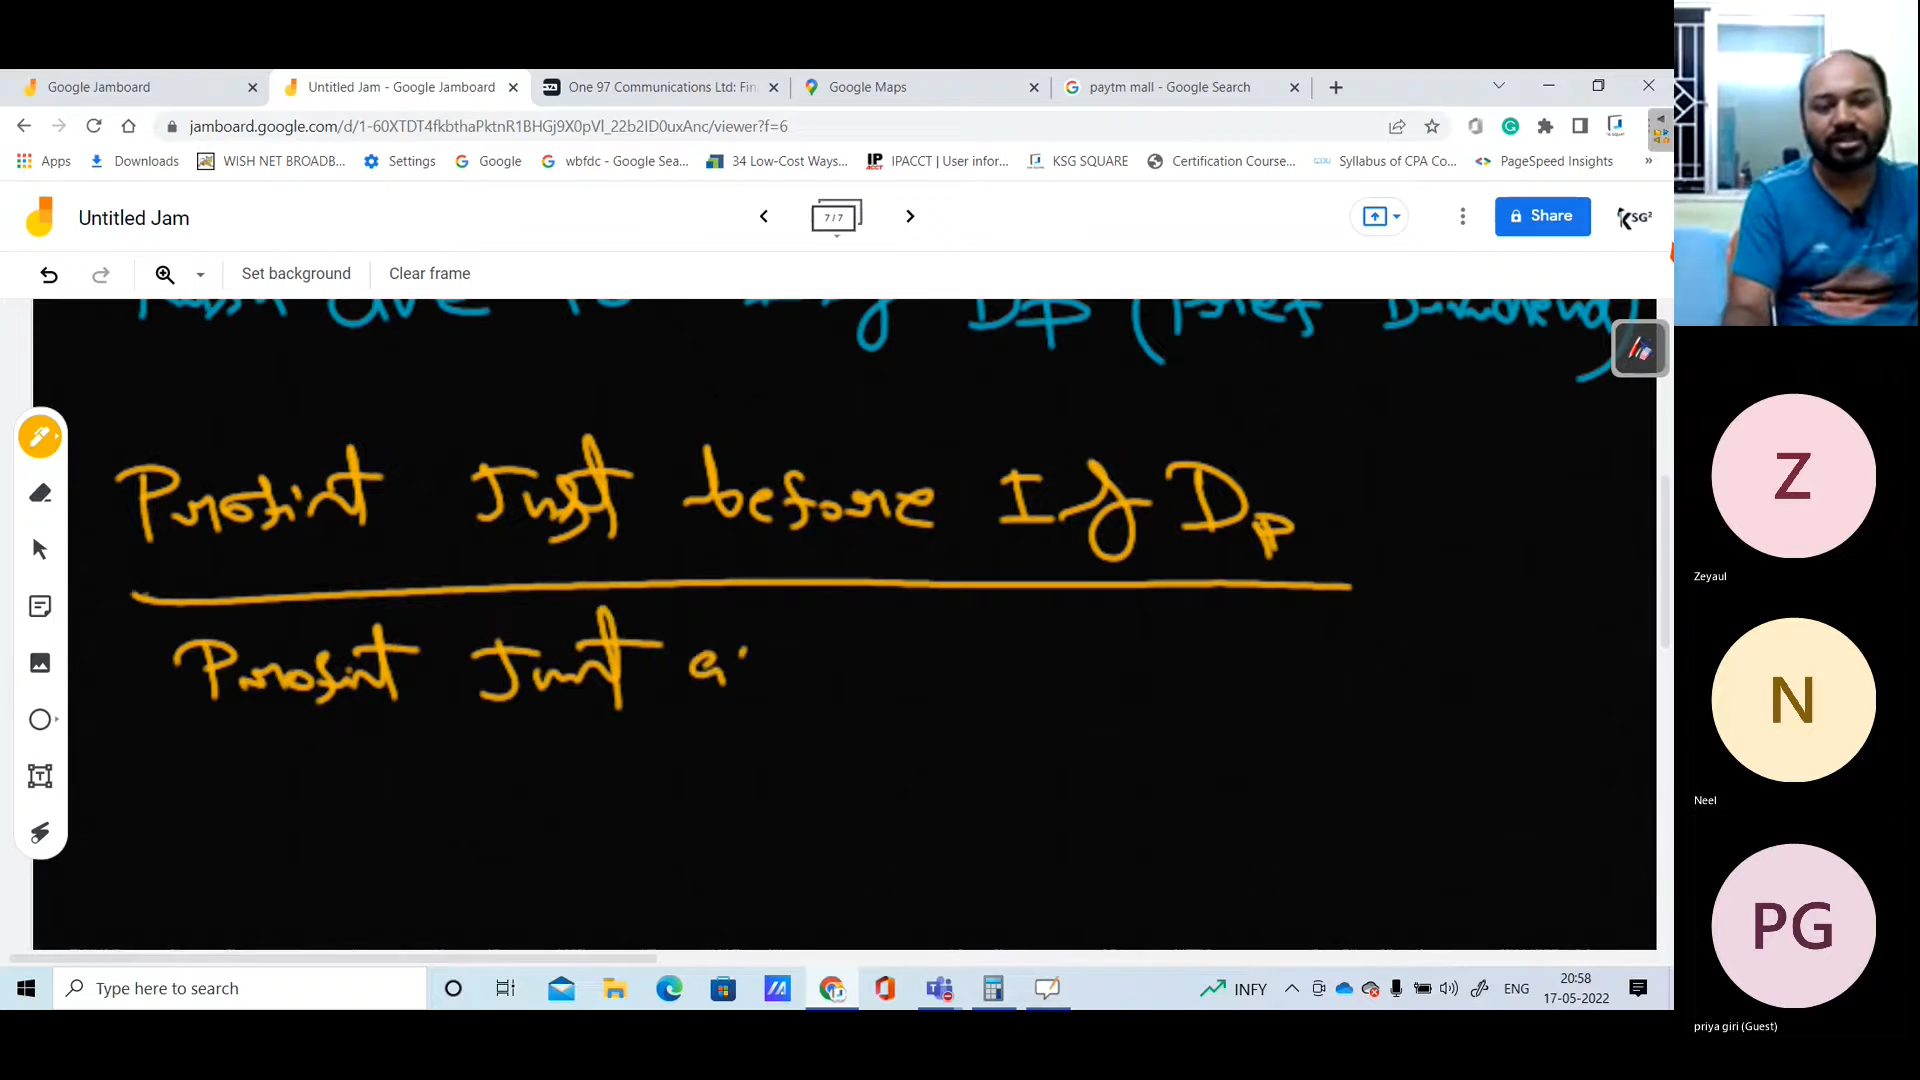 Google Jamboard
Untitled Jam - Google Jamboard
One 97 Communications Ltd: Fin
Google Maps
paytm mall - Google Search
jamboard.google.com/d/1-60XTDT4fkbthaPktnR1BHGj9X0pVl_22b2ID0uxAnc/viewer?f=6
Apps
Downloads
WISH NET BROADB...
Settings
Google
wbfdc - Google Sea...
34 Low-Cost Ways...
IPACCT | User infor...
KSG SQUARE
Certification Course...
Syllabus of CPA Co...
PageSpeed Insights
»
Untitled Jam
7 / 7
Share
KSG²
Set background
Clear frame
Profit Just before I & DP
Profit Just a
Z
Zeyaul
N
Neel
PG
priya giri (Guest)
Type here to search
INFY
ENG
20:58
17-05-2022